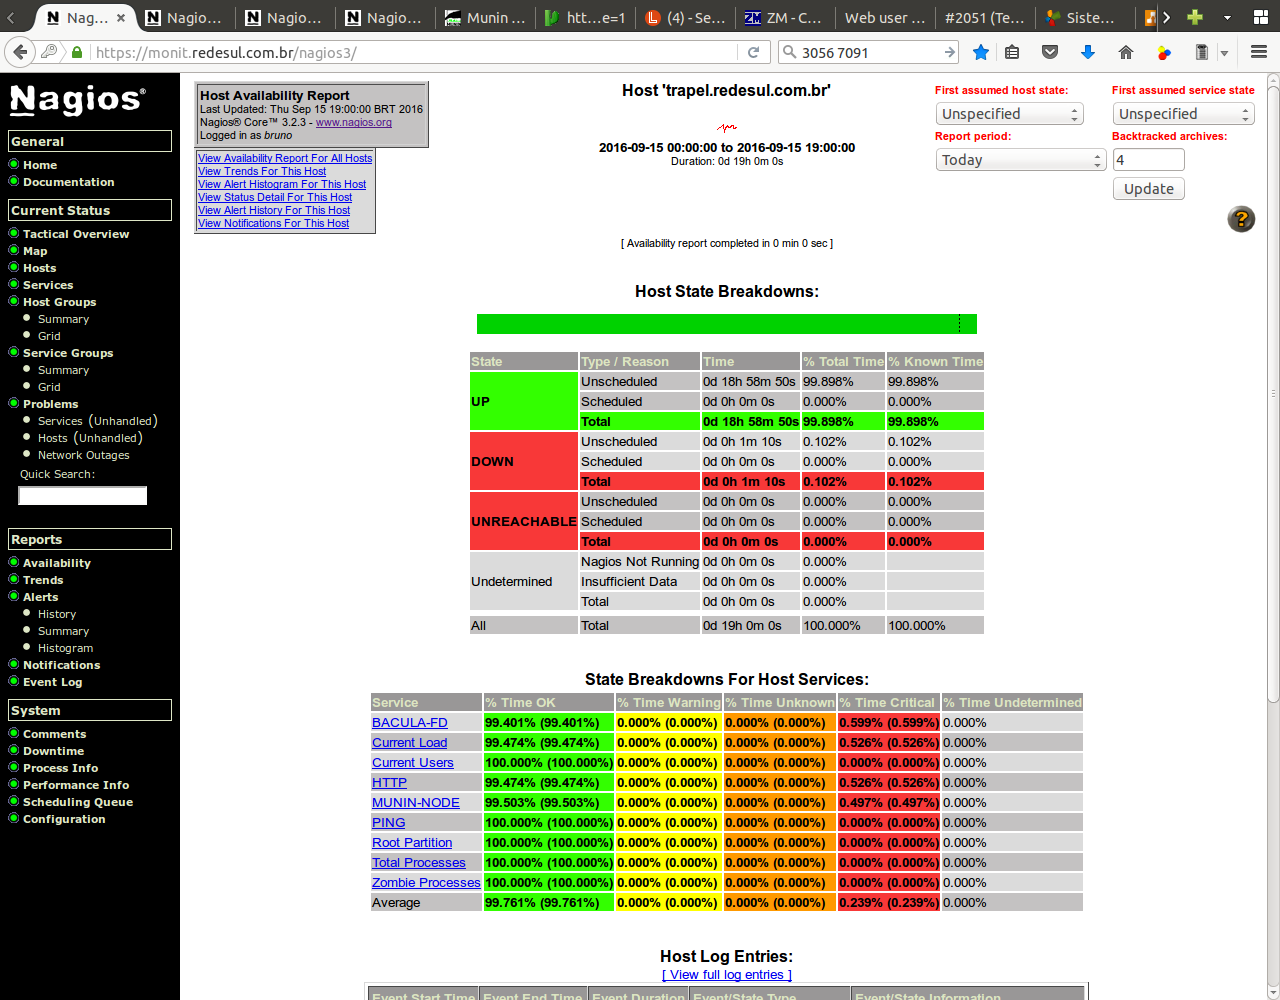 Nag...
Nagio...
Nagio...
Nagio...
Munin ...
htt...e=1
(4) - Se...
ZM - C...
Web user ...
#2051 (Te...
Siste...
https://monit.redesul.com.br/nagios3/
3056 7091
Nagios®
General
Home
Documentation
Current Status
Tactical Overview
Map
Hosts
Services
Host Groups
Summary
Grid
Service Groups
Summary
Grid
Problems
Services (Unhandled)
Hosts (Unhandled)
Network Outages
Quick Search:
Reports
Availability
Trends
Alerts
History
Summary
Histogram
Notifications
Event Log
System
Comments
Downtime
Process Info
Performance Info
Scheduling Queue
Configuration
Host Availability Report
Last Updated: Thu Sep 15 19:00:00 BRT 2016
Nagios® Core™ 3.2.3 - www.nagios.org
Logged in as bruno
View Availability Report For All Hosts
View Trends For This Host
View Alert Histogram For This Host
View Status Detail For This Host
View Alert History For This Host
View Notifications For This Host
Host 'trapel.redesul.com.br'
2016-09-15 00:00:00 to 2016-09-15 19:00:00
Duration: 0d 19h 0m 0s
[ Availability report completed in 0 min 0 sec ]
First assumed host state: First assumed service state
Unspecified Unspecified
Report period: Backtracked archives:
Today 4
Update
?
Host State Breakdowns:
State Type / Reason Time % Total Time % Known Time
UP Unscheduled 0d 18h 58m 50s 99.898% 99.898%
Scheduled 0d 0h 0m 0s 0.000% 0.000%
Total 0d 18h 58m 50s 99.898% 99.898%
DOWN Unscheduled 0d 0h 1m 10s 0.102% 0.102%
Scheduled 0d 0h 0m 0s 0.000% 0.000%
Total 0d 0h 1m 10s 0.102% 0.102%
UNREACHABLE Unscheduled 0d 0h 0m 0s 0.000% 0.000%
Scheduled 0d 0h 0m 0s 0.000% 0.000%
Total 0d 0h 0m 0s 0.000% 0.000%
Undetermined Nagios Not Running 0d 0h 0m 0s 0.000%
Insufficient Data 0d 0h 0m 0s 0.000%
Total 0d 0h 0m 0s 0.000%
All Total 0d 19h 0m 0s 100.000% 100.000%
State Breakdowns For Host Services:
Service % Time OK % Time Warning % Time Unknown % Time Critical % Time Undetermined
BACULA-FD 99.401% (99.401%) 0.000% (0.000%) 0.000% (0.000%) 0.599% (0.599%) 0.000%
Current Load 99.474% (99.474%) 0.000% (0.000%) 0.000% (0.000%) 0.526% (0.526%) 0.000%
Current Users 100.000% (100.000%) 0.000% (0.000%) 0.000% (0.000%) 0.000% (0.000%) 0.000%
HTTP 99.474% (99.474%) 0.000% (0.000%) 0.000% (0.000%) 0.526% (0.526%) 0.000%
MUNIN-NODE 99.503% (99.503%) 0.000% (0.000%) 0.000% (0.000%) 0.497% (0.497%) 0.000%
PING 100.000% (100.000%) 0.000% (0.000%) 0.000% (0.000%) 0.000% (0.000%) 0.000%
Root Partition 100.000% (100.000%) 0.000% (0.000%) 0.000% (0.000%) 0.000% (0.000%) 0.000%
Total Processes 100.000% (100.000%) 0.000% (0.000%) 0.000% (0.000%) 0.000% (0.000%) 0.000%
Zombie Processes 100.000% (100.000%) 0.000% (0.000%) 0.000% (0.000%) 0.000% (0.000%) 0.000%
Average 99.761% (99.761%) 0.000% (0.000%) 0.000% (0.000%) 0.239% (0.239%) 0.000%
Host Log Entries:
[ View full log entries ]
Event Start Time Event End Time Event Duration Event/State Type Event/State Information